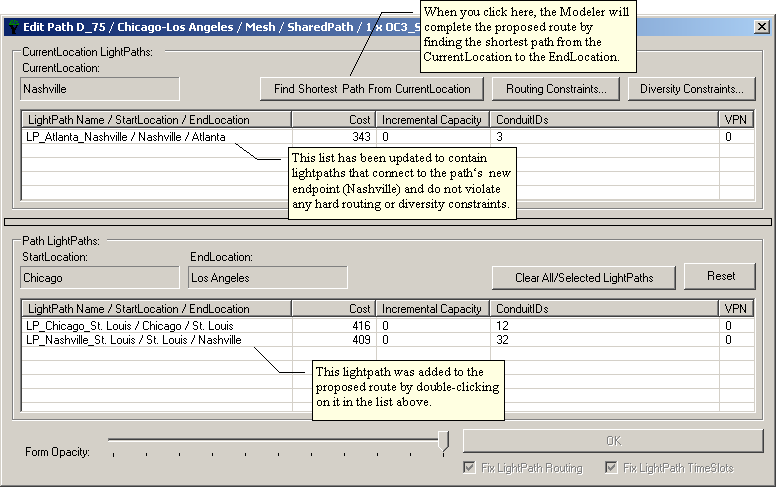 Edit Path D_75 / Chicago-Los Angeles / Mesh / SharedPath / 1 x OC3_S
When you click here, the Modeler will
complete the proposed route by
finding the shortest path from the
CurrentLocation to the EndLocation.
CurrentLocation LightPaths:
CurrentLocation:
Nashville
Find Shortest Path From CurrentLocation
Routing Constraints...
Diversity Constraints...
LightPath Name / StartLocation / EndLocation Cost Incremental Capacity ConduitIDs VPN
LP_Atlanta_Nashville / Nashville / Atlanta 343 0 3 0
This list has been updated to contain
lightpaths that connect to the path's new
endpoint (Nashville) and do not violate
any hard routing or diversity constraints.
Path LightPaths:
StartLocation: EndLocation:
Chicago Los Angeles
Clear All/Selected LightPaths
Reset
LightPath Name / StartLocation / EndLocation Cost Incremental Capacity ConduitIDs VPN
LP_Chicago_St. Louis / Chicago / St. Louis 416 0 12 0
LP_Nashville_St. Louis / St. Louis / Nashville 409 0 32 0
This lightpath was added to the
proposed route by double-clicking
on it in the list above.
Form Opacity:
OK
Fix LightPath Routing
Fix LightPath TimeSlots